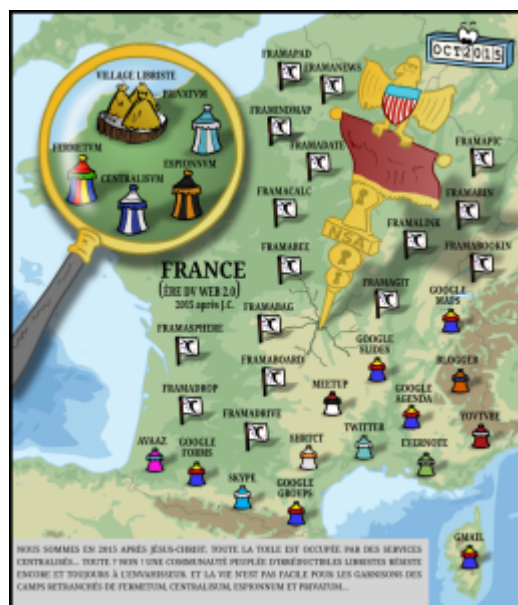 OCT2015
FRAMAPAD
FRAMANEWS
VILLAGE LIBRISTE
PRIVATVM
FRAMINDMAP
FRAMADATE
FERMETVM
ESPIONNVM
CENTRALISVM
FRAMAPIC
FRAMABIN
FRAMACALC
FRAMALINK
NSA
FRAMABOOKIN
FRAMABEE
FRANCE
(ÈRE DV WEB 2.0)
2015 après J.C.
FRAMAGIT
GOOGLE
MAPS
FRAMABAG
FRAMASPHERE
GOOGLE
SLIDES
FRAMABOARD
BLOGGER
MEETUP
GOOGLE
AGENDA
FRAMADROP
FRAMADRIVE
TWITTER
YOVTVBE
AVAAZ
GOOGLE
FORMS
EVERNOTE
SKYPE
GOOGLE
GROUPS
GMAIL
NOUS SOMMES EN 2015 APRÈS JÉSUS-CHRIST. TOUTE LA TOILE EST OCCUPÉE PAR DES SERVICES
CENTRALISÉS... TOUTE ? NON ! UNE COMMUNAUTÉ PEUPLÉE D'IRRÉDUCTIBLES LIBRISTES RÉSISTE
ENCORE ET TOUJOURS À L'ENVAHISSEUR. ET LA VIE N'EST PAS FACILE POUR LES GARNISONS DES
CAMPS RETRANCHÉS DE FERMETUM, CENTRALISUM, ESPIONNUM ET PRIVATUM...